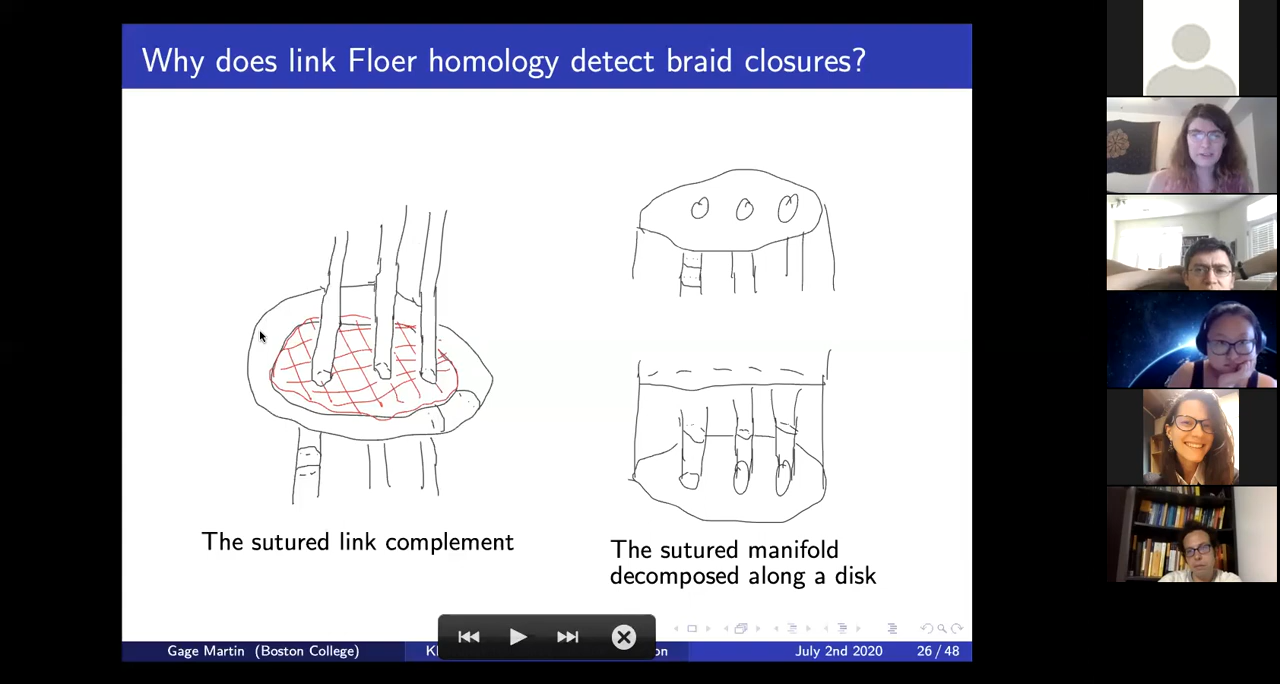 Why does link Floer homology detect braid closures?
The sutured link complement
The sutured manifold
decomposed along a disk
Gage Martin (Boston College)
July 2nd 2020
26 / 48